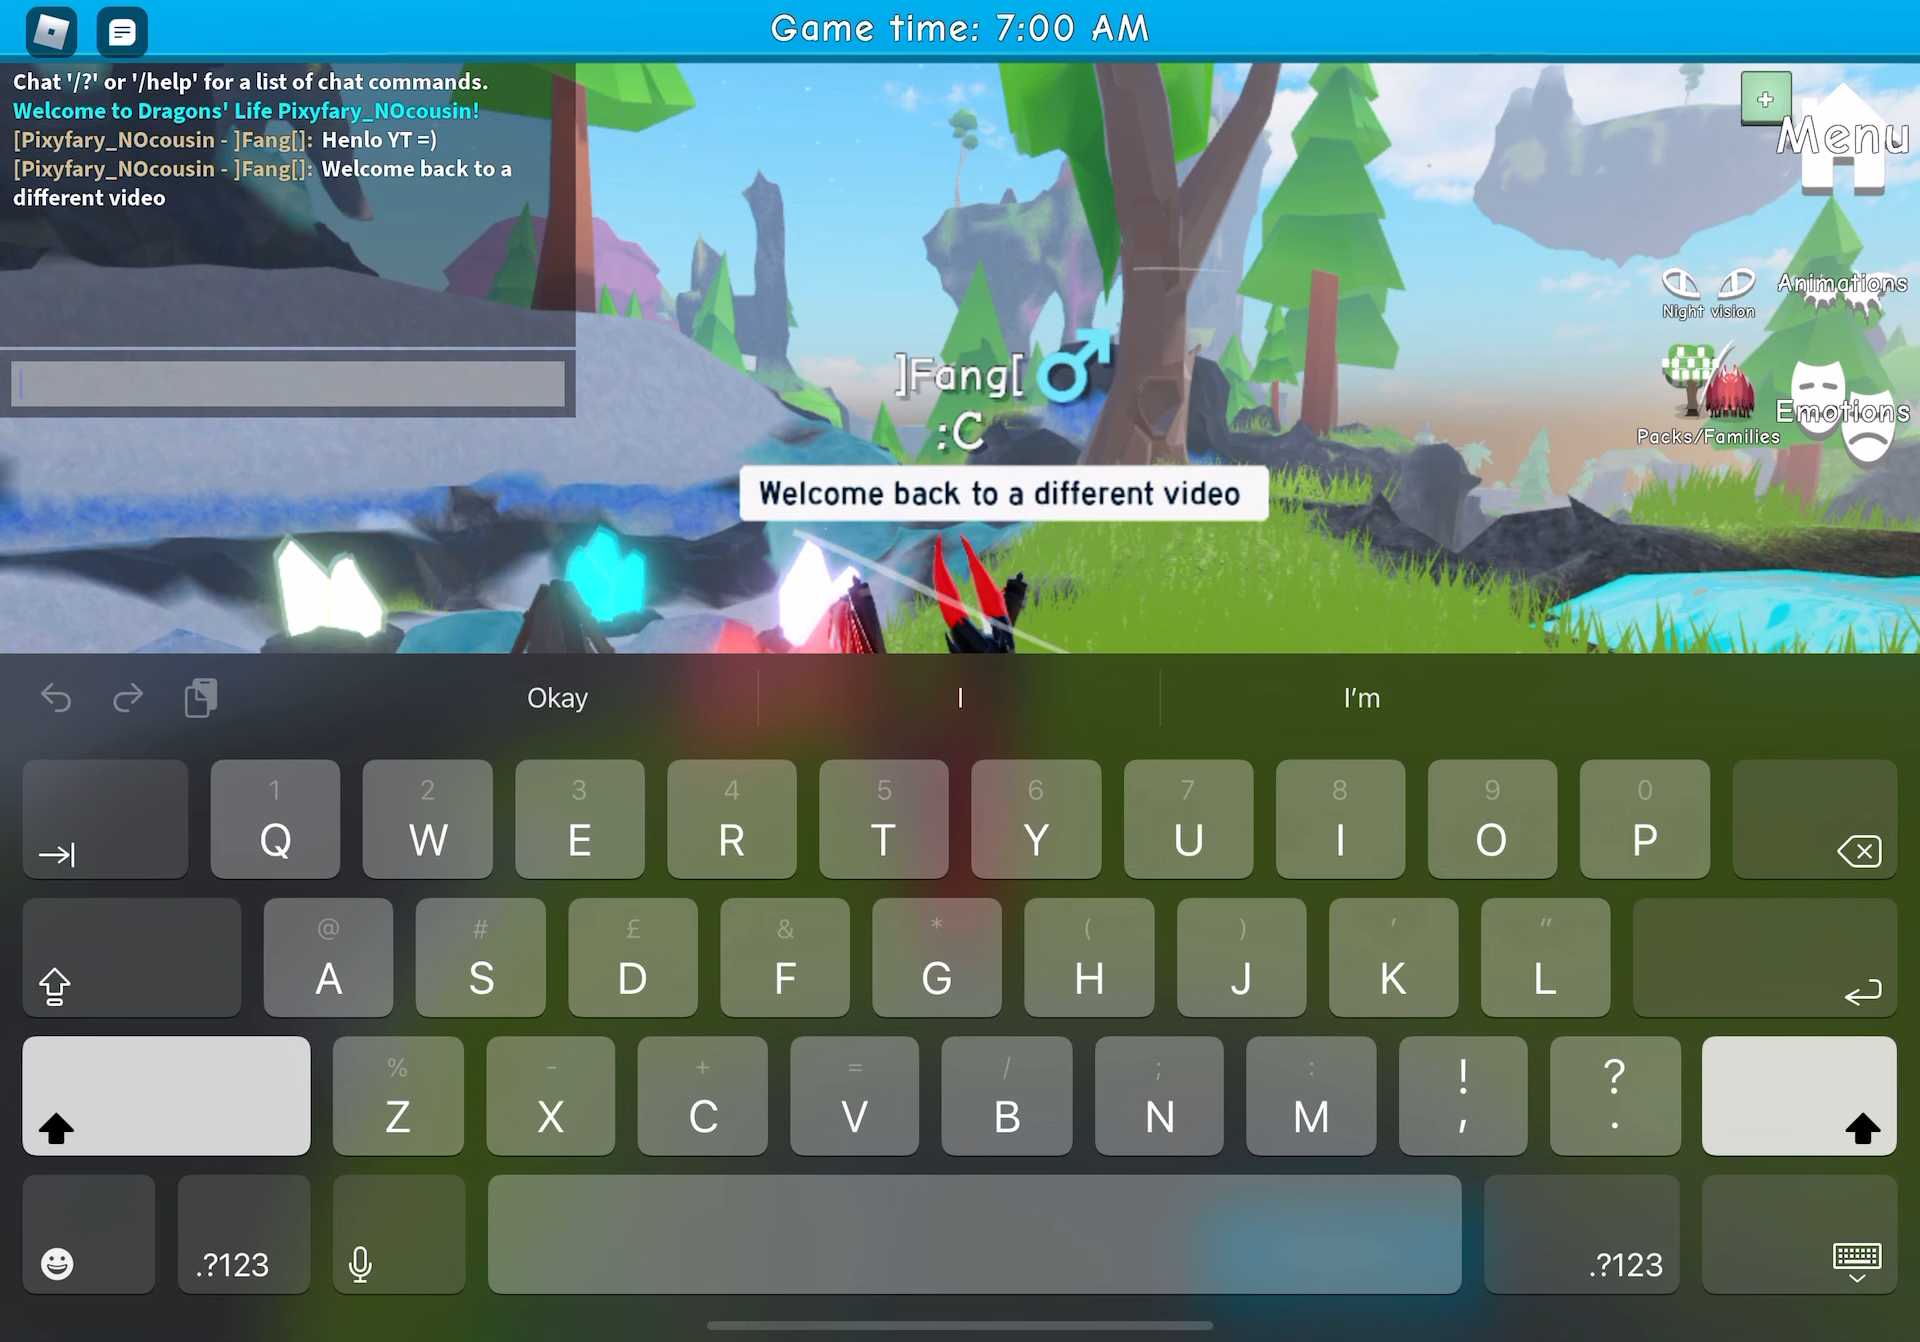 Game time: 7:00 AM
Chat '/?' or '/help' for a list of chat commands.
Welcome to Dragons' Life Pixyfary_NOcousin!
[Pixyfary_NOcousin - ]Fang[]: Henlo YT =)
[Pixyfary_NOcousin - ]Fang[]: Welcome back to a
different video
+
Menu
Night vision
Animations
Packs/Families
Emotions
]Fang[ ♂
:C
Welcome back to a different video
Okay
I
I'm
1 2 3 4 5 6 7 8 9 0
Q W E R T Y U I O P
@ # £ & * ( ) ' "
A S D F G H J K L
% - + = / ; : ! ?
Z X C V B N M , .
.?123
.?123